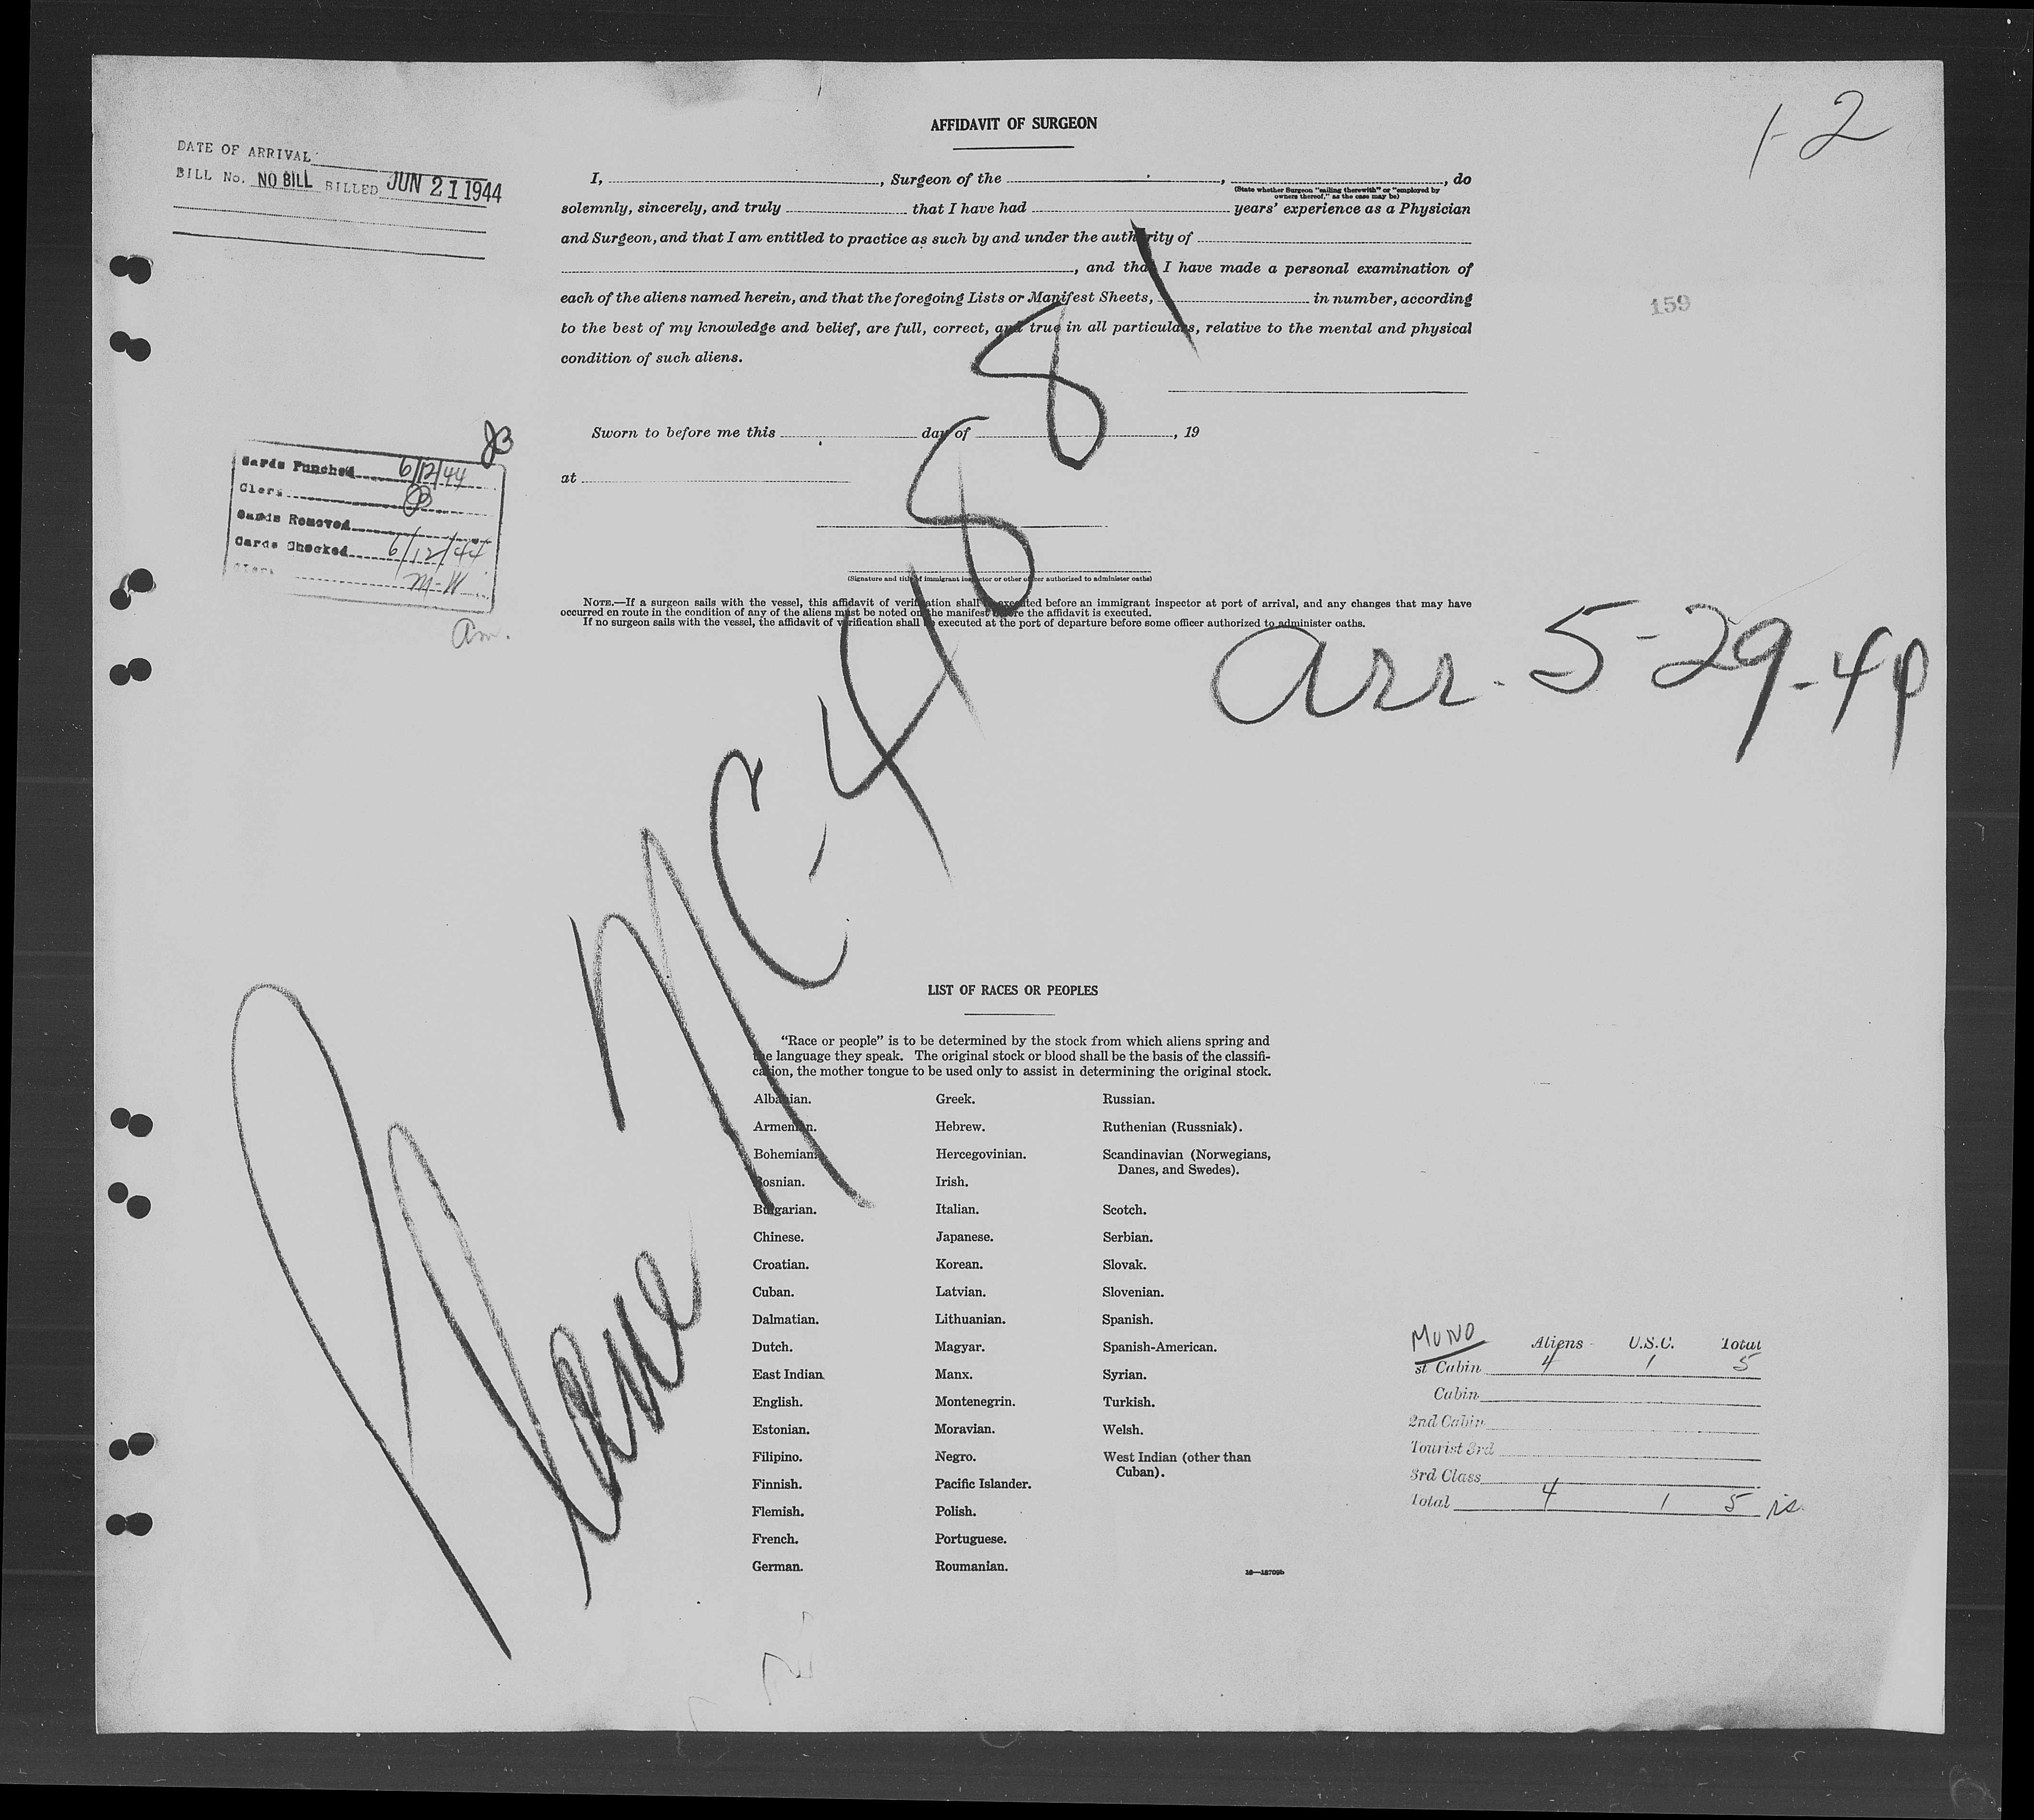 AFFIDAVIT OF SURGEON
1-2
DATE OF ARRIVAL
BILL No. NO BILL BILLED JUN 21 1944
I, , Surgeon of the , , do
(State whether Surgeon "sailing therewith" or "employed by owners thereof," as the case may be)
solemnly, sincerely, and truly that I have had years' experience as a Physician
and Surgeon, and that I am entitled to practice as such by and under the authority of
, and that I have made a personal examination of
each of the aliens named herein, and that the foregoing Lists or Manifest Sheets, in number, according
to the best of my knowledge and belief, are full, correct, and true in all particulars, relative to the mental and physical
condition of such aliens.
159
Sworn to before me this day of , 19
at
(Signature and title of immigrant inspector or other officer authorized to administer oaths)
NOTE.—If a surgeon sails with the vessel, this affidavit of verification shall be executed before an immigrant inspector at port of arrival, and any changes that may have
occurred en route in the condition of any of the aliens must be noted on the manifest before the affidavit is executed.
If no surgeon sails with the vessel, the affidavit of verification shall be executed at the port of departure before some officer authorized to administer oaths.
JB
Cards Punched 6/12/44
Clerk JB
Cards Removed
Cards Checked 6/12/44
Clerk M-W
am.
arr. 5-29-44
Plane NC-41881
LIST OF RACES OR PEOPLES
"Race or people" is to be determined by the stock from which aliens spring and
the language they speak. The original stock or blood shall be the basis of the classifi-
cation, the mother tongue to be used only to assist in determining the original stock.
Albanian. Greek. Russian.
Armenian. Hebrew. Ruthenian (Russniak).
Bohemian. Hercegovinian. Scandinavian (Norwegians,
Danes, and Swedes).
Bosnian. Irish.
Bulgarian. Italian. Scotch.
Chinese. Japanese. Serbian.
Croatian. Korean. Slovak.
Cuban. Latvian. Slovenian.
Dalmatian. Lithuanian. Spanish.
Dutch. Magyar. Spanish-American.
East Indian. Manx. Syrian.
English. Montenegrin. Turkish.
Estonian. Moravian. Welsh.
Filipino. Negro. West Indian (other than
Cuban).
Finnish. Pacific Islander.
Flemish. Polish.
French. Portuguese.
German. Roumanian.
16—18709b
MUNO Aliens U.S.C. Total
st Cabin 4 1 5
Cabin
2nd Cabin
Tourist 3rd
3rd Class
Total 4 1 5